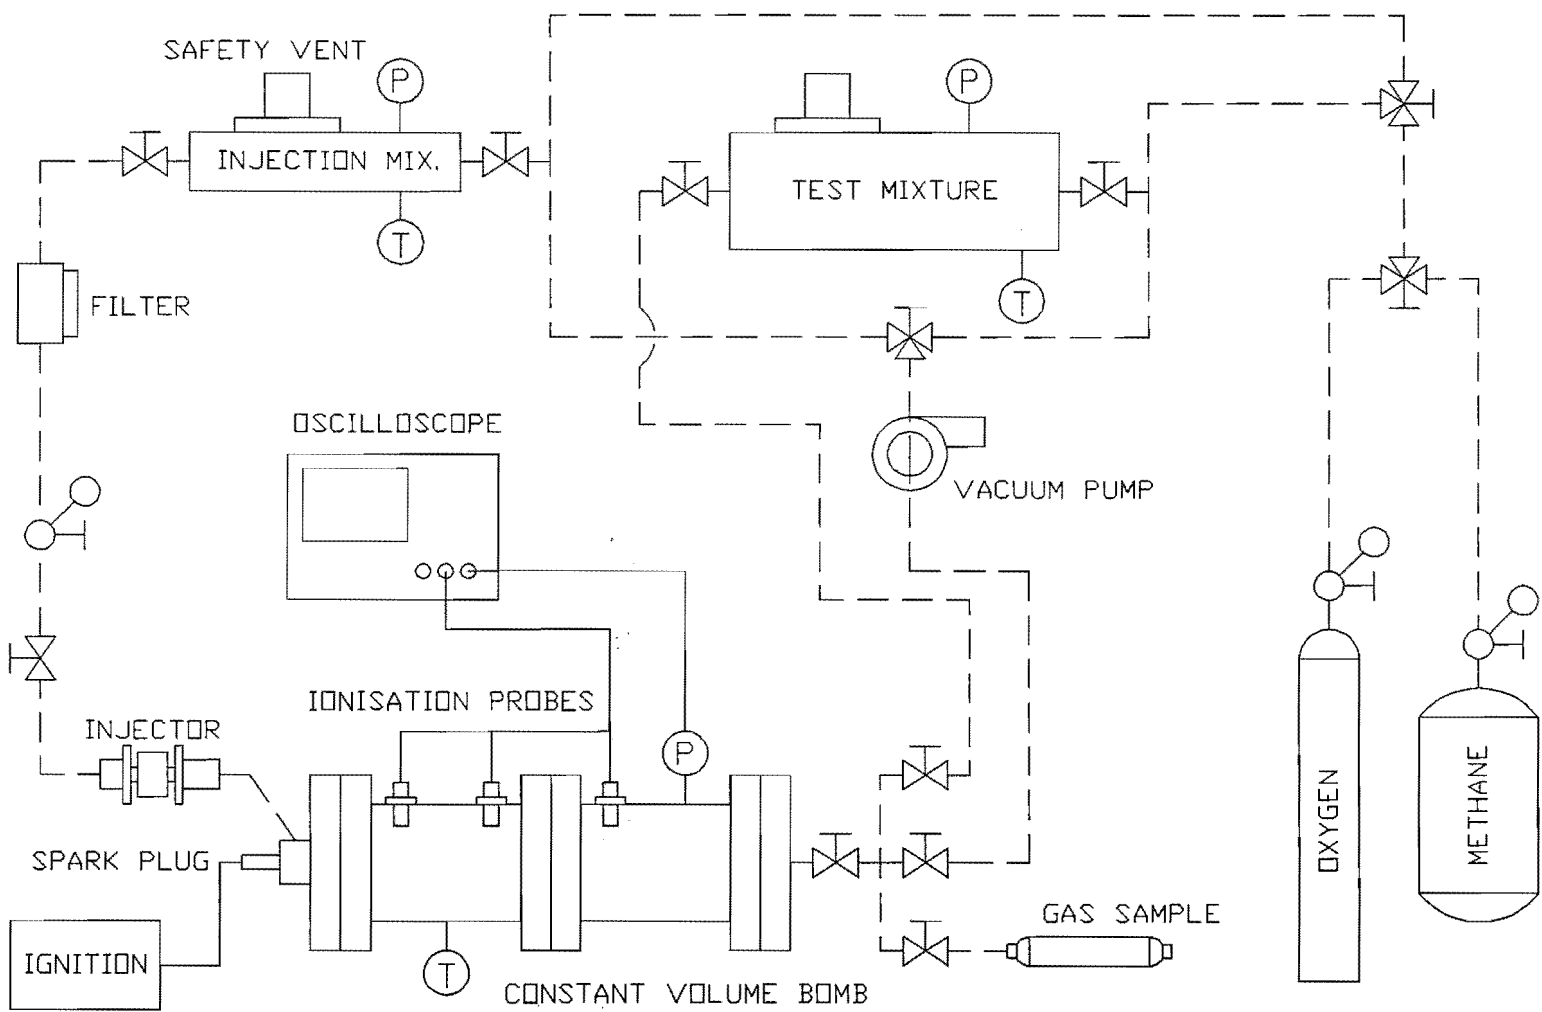 SAFETY VENT
P
P
INJECTION MIX.
TEST MIXTURE
T
T
FILTER
OSCILLOSCOPE
VACUUM PUMP
IONISATION PROBES
INJECTOR
P
OXYGEN
METHANE
SPARK PLUG
GAS SAMPLE
IGNITION
T
CONSTANT VOLUME BOMB